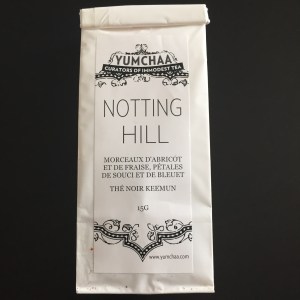 YUMCHAA
CURATORS OF IMMODEST TEA
NOTTING
HILL
MORCEAUX D'ABRICOT
ET DE FRAISE, PÉTALES
DE SOUCI ET DE BLEUET
THÉ NOIR KEEMUN
15G
www.yumchaa.com